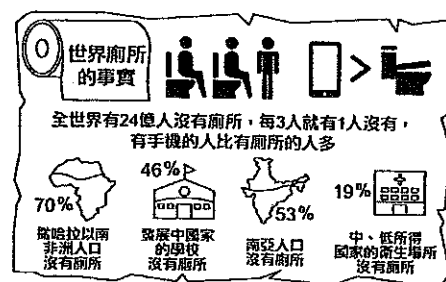 世界廁所
的事實
>
全世界有24億人沒有廁所,每3人就有1人沒有,
有手機的人比有廁所的人多
70%
46%
53%
19%
撒哈拉以南
非洲人口
沒有廁所
發展中國家
的學校
沒有廁所
南亞人口
沒有廁所
中、低所得
國家的衛生場所
沒有廁所